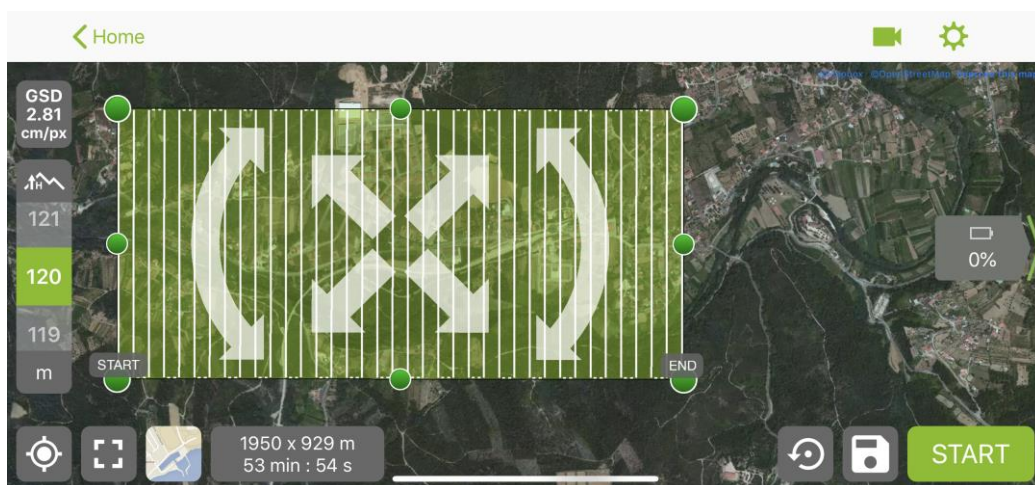 Home
GSD
2.81
cm/px
H
121
120
119
m
START
END
0%
1950 x 929 m
53 min : 54 s
START